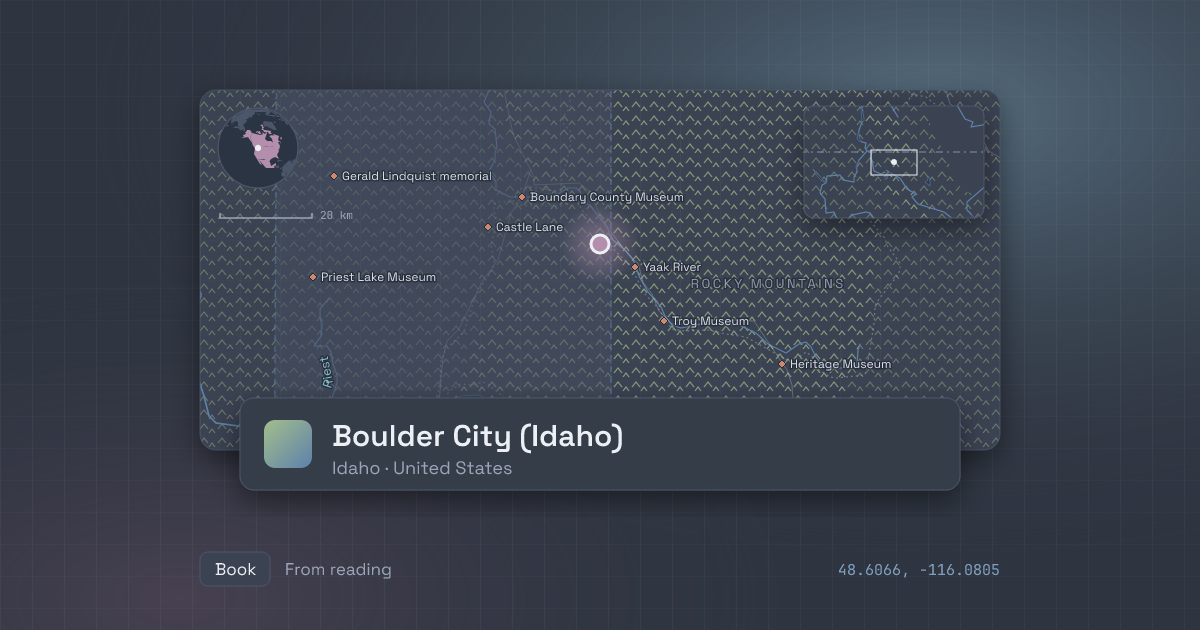 Gerald Lindquist memorial
Boundary County Museum
20 km
Castle Lane
Yaak River
Priest Lake Museum
ROCKY MOUNTAINS
Troy Museum
Heritage Museum
Boulder City (Idaho)
Idaho · United States
Book
From reading
48.6066, -116.0805